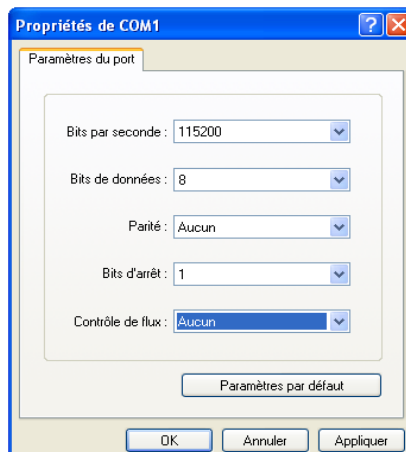 Propriétés de COM1
Paramètres du port
Bits par seconde : 115200
Bits de données : 8
Parité : Aucun
Bits d'arrêt : 1
Contrôle de flux : Aucun
Paramètres par défaut
OK Annuler Appliquer